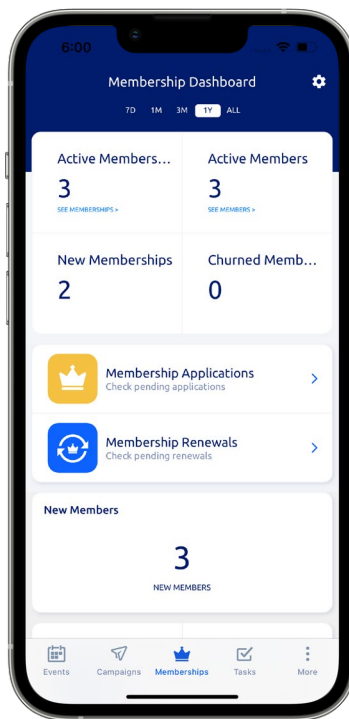 6:00
Membership Dashboard
7D 1M 3M 1Y ALL
Active Members... Active Members
3 3
SEE MEMBERSHIPS > SEE MEMBERS >
New Memberships Churned Memb...
2 0
Membership Applications
Check pending applications
Membership Renewals
Check pending renewals
New Members
3
NEW MEMBERS
Events Campaigns Memberships Tasks More